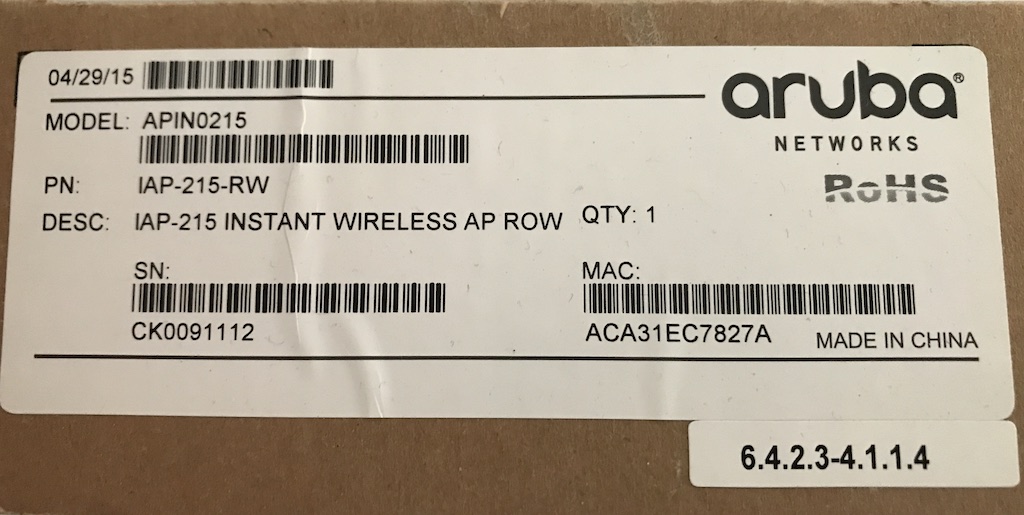 04/29/15
aruba®
NETWORKS
MODEL: APIN0215
PN: IAP-215-RW
RoHS
DESC: IAP-215 INSTANT WIRELESS AP ROW QTY: 1
SN: MAC:
CK0091112 ACA31EC7827A MADE IN CHINA
6.4.2.3-4.1.1.4